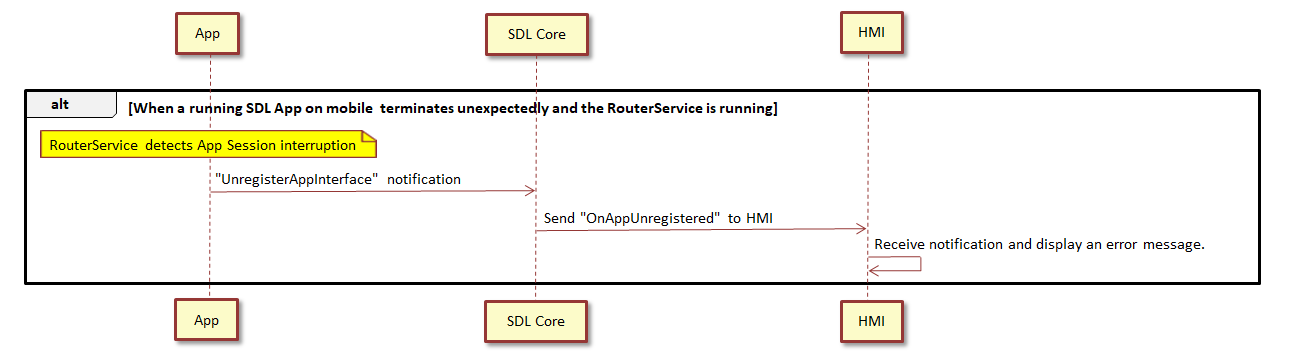 App
SDL Core
HMI
alt
[When a running SDL App on mobile terminates unexpectedly and the RouterService is running]
RouterService detects App Session interruption
"UnregisterAppInterface" notification
Send "OnAppUnregistered" to HMI
Receive notification and display an error message.
App
SDL Core
HMI